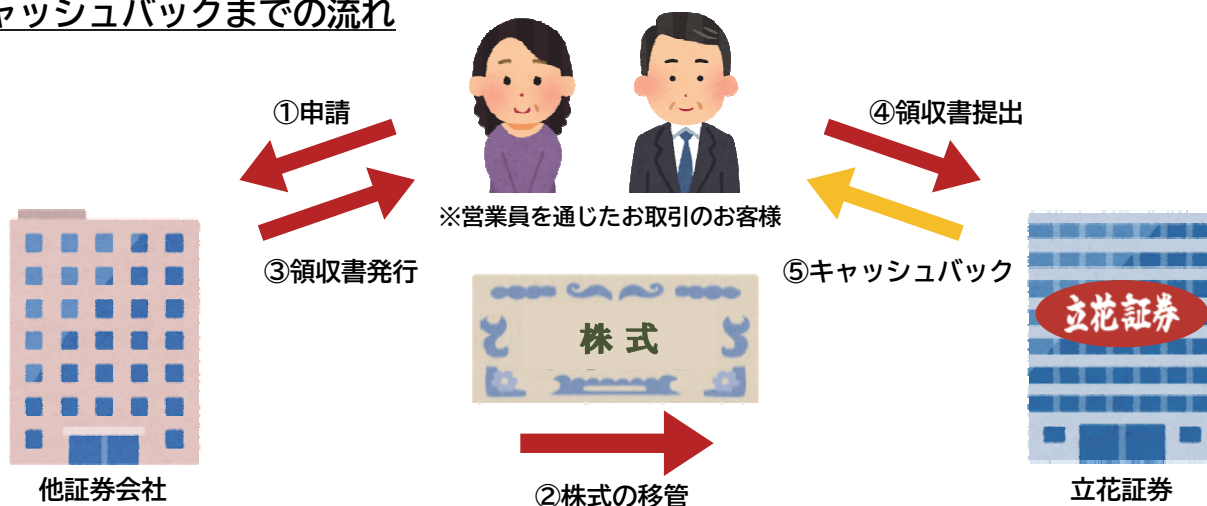 ャッシュバックまでの流れ
①申請
④領収書提出
※営業員を通じたお取引のお客様
③領収書発行
⑤キャッシュバック
株式
立花証券
他証券会社
②株式の移管
立花証券